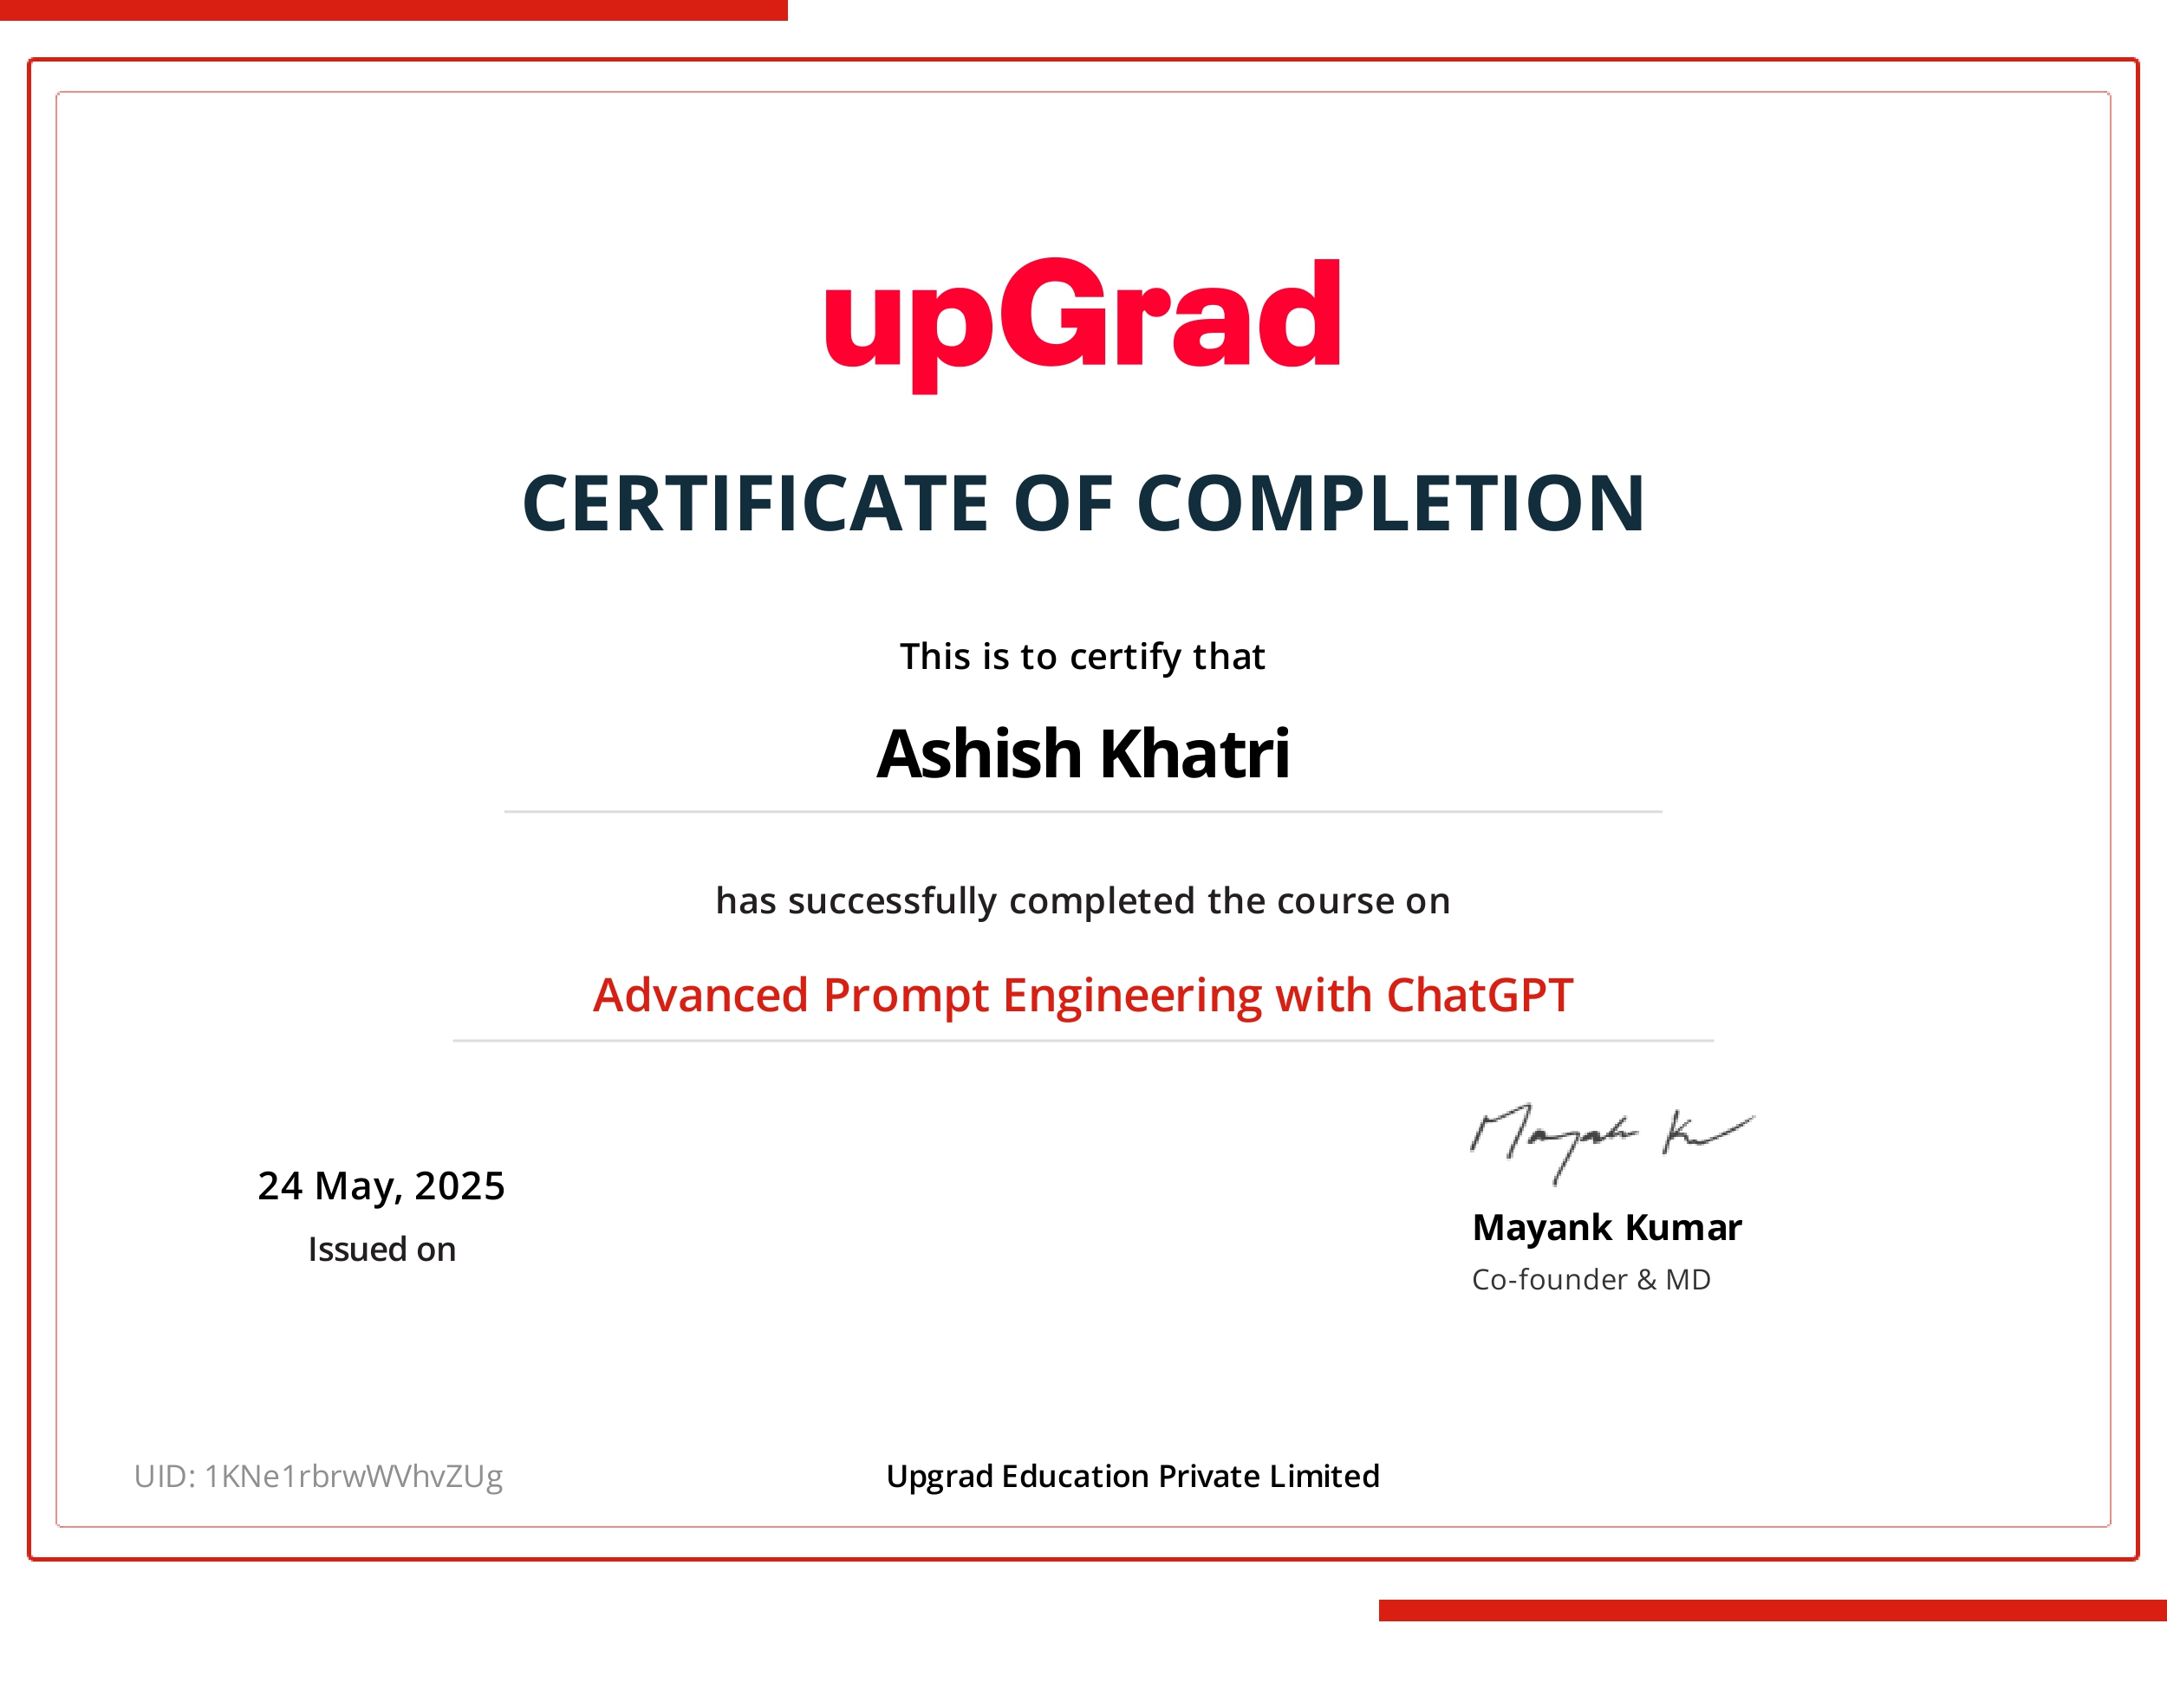 upGrad
CERTIFICATE OF COMPLETION
This is to certify that
Ashish Khatri
has successfully completed the course on
Advanced Prompt Engineering with ChatGPT
24 May, 2025
Issued on
Mayank K
Mayank Kumar
Co-founder & MD
UID: 1KNe1rbrwWVhvZUg
Upgrad Education Private Limited